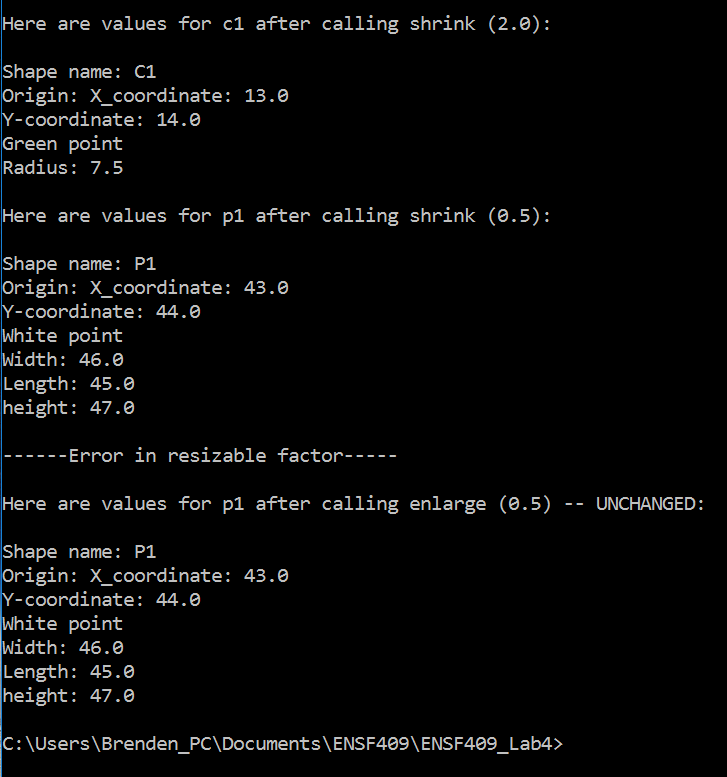 Here are values for c1 after calling shrink (2.0):
Shape name: C1
Origin: X_coordinate: 13.0
Y-coordinate: 14.0
Green point
Radius: 7.5
Here are values for p1 after calling shrink (0.5):
Shape name: P1
Origin: X_coordinate: 43.0
Y-coordinate: 44.0
White point
Width: 46.0
Length: 45.0
height: 47.0
------Error in resizable factor-----
Here are values for p1 after calling enlarge (0.5) -- UNCHANGED:
Shape name: P1
Origin: X_coordinate: 43.0
Y-coordinate: 44.0
White point
Width: 46.0
Length: 45.0
height: 47.0
C:\Users\Brenden_PC\Documents\ENSF409\ENSF409_Lab4>